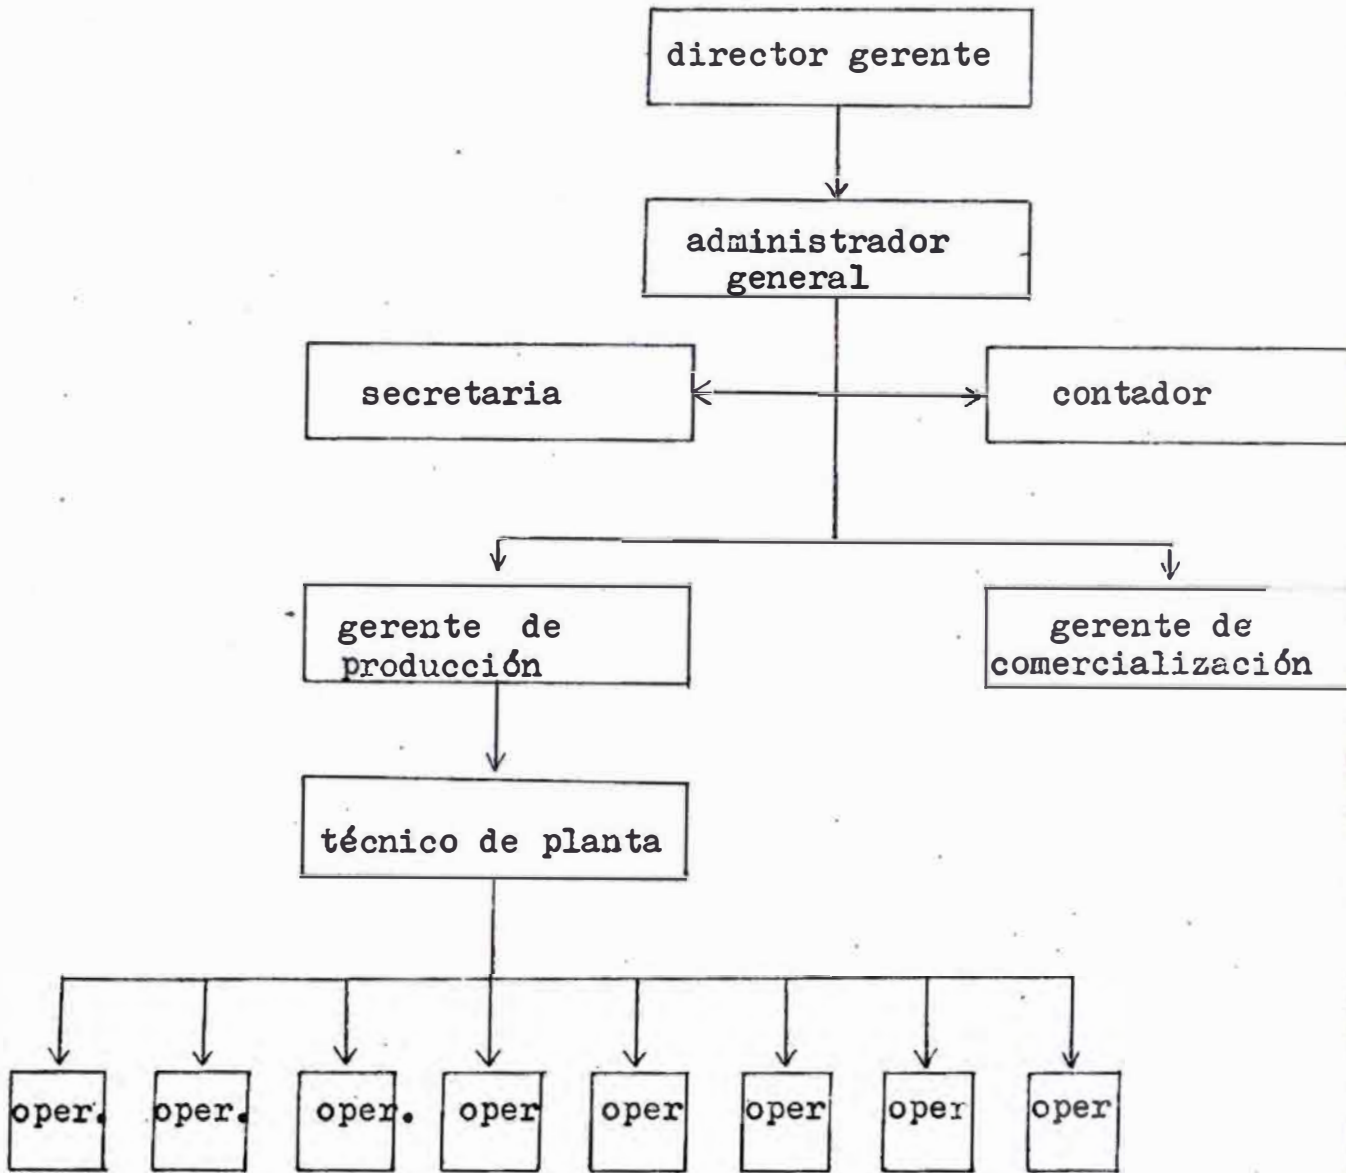 director gerente
administrador
general
secretaria
contador
gerente de
producción
gerente de
comercialización
técnico de planta
oper.
oper.
oper.
oper
oper
oper
oper
oper